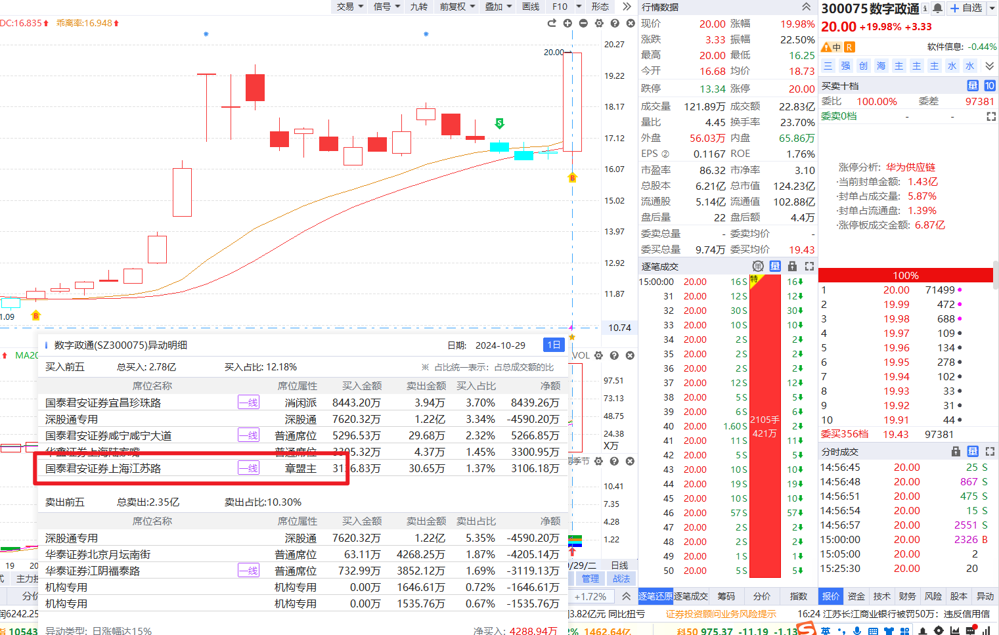 交易 信号 九转 前复权 叠加 画线 F10 形态
DC:16.835 乖离率:16.948
20.27
20.00
19.22
18.17
17.12
16.07
15.02
13.97
12.92
11.87
10.74
S
B
B
1.09
MA20
VOL
97.51
73.13
48.75
24.38
X万
季节
10.41
7.35
4.28
1.22
数字政通(SZ300075)异动明细 日期: 2024-10-29 1日
买入前五 总买入: 2.78亿 买入占比: 12.18% ※ 占比统一表示：占总成交额的比
席位名称 席位属性 买入金额 卖出金额 买入占比 净额
国泰君安证券宜昌珍珠路 一线 消闲派 8443.20万 3.94万 3.70% 8439.26万
深股通专用 深股通 7620.32万 1.22亿 3.34% -4590.20万
国泰君安证券咸宁咸宁大道 一线 普通席位 5296.53万 29.68万 2.32% 5266.85万
华鑫证券上海陆家嘴 普通席位 3305.32万 4.37万 1.45% 3300.95万
国泰君安证券上海江苏路 一线 章盟主 3136.83万 30.65万 1.37% 3106.18万
卖出前五 总卖出:2.35亿 卖出占比:10.30%
席位名称 席位属性 买入金额 卖出金额 卖出占比 净额
深股通专用 深股通 7620.32万 1.22亿 5.35% -4590.20万
华泰证券北京月坛南街 普通席位 63.11万 4268.25万 1.87% -4205.14万
华泰证券江阴福泰路 一线 普通席位 732.99万 3852.12万 1.69% -3119.13万
机构专用 机构专用 0.00万 1646.61万 0.72% -1646.61万
机构专用 机构专用 0.00万 1535.76万 0.67% -1535.76万
异动类型: 日涨幅达15% 净买入: 4288.94万
19 20
/29/二 日线
主力控
管理 战法
分价
+1.72%
润6242.25
3.82亿元 同比扭亏 证券投资顾问业务风险提示 16:24 江苏长江商业银行被罚50万：违反信用信
指 10543
2% 1462.64亿 科50 975.37 -11.19 -1.13
英
行情数据
现价 20.00 涨幅 19.98%
涨跌 3.33 振幅 22.50%
最高 20.00 最低 16.25
今开 16.68 均价 18.73
跌停 13.34 涨停 20.00
成交量 121.89万 成交额 22.83亿
量比 4.45 换手率 23.70%
外盘 56.03万 内盘 65.86万
EPS ② 0.1167 ROE 1.76%
市盈率 86.32 市净率 3.10
总股本 6.21亿 总市值 124.23亿
流通股 5.14亿 流通值 102.88亿
盘后量 22 盘后额 4.4万
委卖总量 - 委卖均价 -
委买总量 9.74万 委买均价 19.43
逐笔成交 单 量
15:00:00 20.00 16 S 特 16
31 20.00 12 S 12
32 20.00 30 S 30
33 20.00 10 S 10
34 20.00 2 S 2
35 20.00 2 S 2
36 20.00 2 S 2
37 20.00 12 S 12
38 20.00 5 S 5
39 20.00 6 S 6
2105手
40 20.00 1.60 S 2
421万
41 20.00 11 S 11
42 20.00 5 S 5
43 20.00 10 S 10
44 20.00 19 S 19
45 20.00 10 S 10
46 20.00 57 S 57
47 20.00 2 S 2
48 20.00 2 S 2
49 20.00 1 S 1
50 20.00 5 S 5
逐笔还原 逐笔成交 筹码 分价 指数
300075 数字政通 自选
20.00 +19.98% +3.33
中 R 软件信息: -0.44%
三 强 创 海 主 主 主 水 水
买卖十档 量 10
委比 100.00% 委差 97381
委卖0档 - -
涨停分析: 华为供应链
·当前封单金额: 1.43亿
·封单占成交量: 5.87%
·封单占流通盘: 1.39%
·涨停板成交金额: 6.87亿
100%
1 20.00 71499
2 19.99 472
3 19.98 688
4 19.97 109
5 19.96 134
6 19.95 278
7 19.94 102
8 19.93 33
9 19.92 31
10 19.91 44
委买356档 19.43 97381
分时成交 量
14:56:45 20.00 25 S
14:56:48 20.00 867 S
14:56:51 20.00 475 S
14:56:54 20.00 15 S
14:56:57 20.00 2551 S
15:00:00 20.00 2326 B
15:05:00 20.00 2
15:25:30 20.00 20
报价 资金 技术 财务 风险 股本 异动